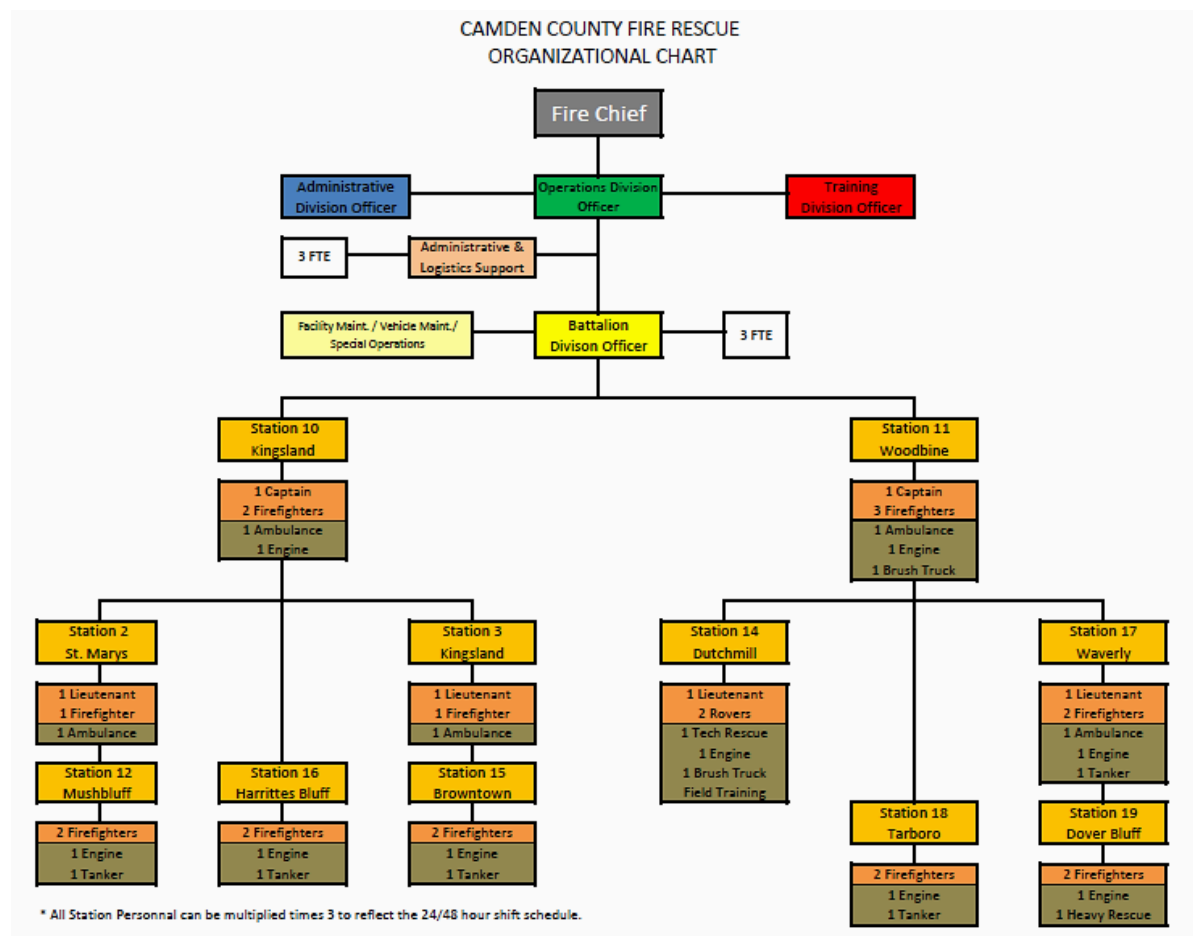 CAMDEN COUNTY FIRE RESCUE
ORGANIZATIONAL CHART
Fire Chief
Administrative
Division Officer
Operations Division
Officer
Training
Division Officer
3 FTE
Administrative &
Logistics Support
Facility Maint. / Vehicle Maint./
Special Operations
Battalion
Divison Officer
3 FTE
Station 10
Kingsland
1 Captain
2 Firefighters
1 Ambulance
1 Engine
Station 11
Woodbine
1 Captain
3 Firefighters
1 Ambulance
1 Engine
1 Brush Truck
Station 2
St. Marys
1 Lieutenant
1 Firefighter
1 Ambulance
Station 12
Mushbluff
2 Firefighters
1 Engine
1 Tanker
Station 16
Harrittes Bluff
2 Firefighters
1 Engine
1 Tanker
Station 3
Kingsland
1 Lieutenant
1 Firefighter
1 Ambulance
Station 15
Browntown
2 Firefighters
1 Engine
1 Tanker
Station 14
Dutchmill
1 Lieutenant
2 Rovers
1 Tech Rescue
1 Engine
1 Brush Truck
Field Training
Station 18
Tarboro
2 Firefighters
1 Engine
1 Tanker
Station 17
Waverly
1 Lieutenant
2 Firefighters
1 Ambulance
1 Engine
1 Tanker
Station 19
Dover Bluff
2 Firefighters
1 Engine
1 Heavy Rescue
* All Station Personnal can be multiplied times 3 to reflect the 24/48 hour shift schedule.